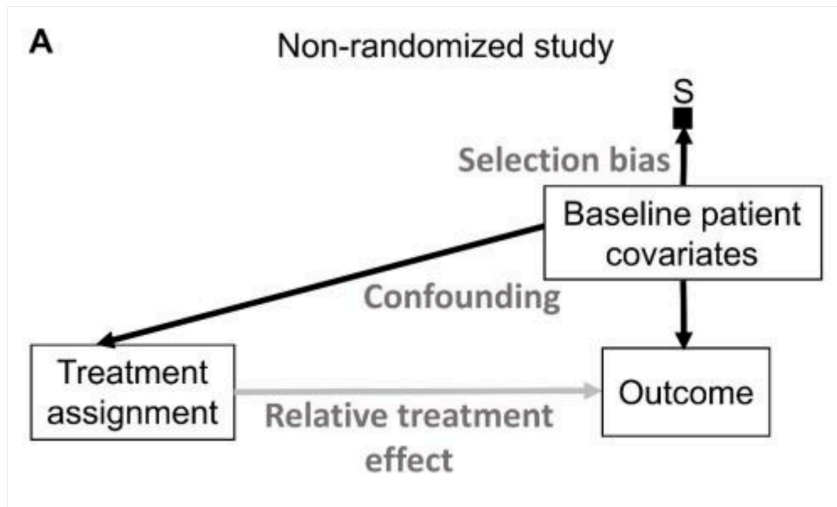 A
Non-randomized study
S
Selection bias
Baseline patient
covariates
Confounding
Treatment
assignment
Relative treatment
effect
Outcome